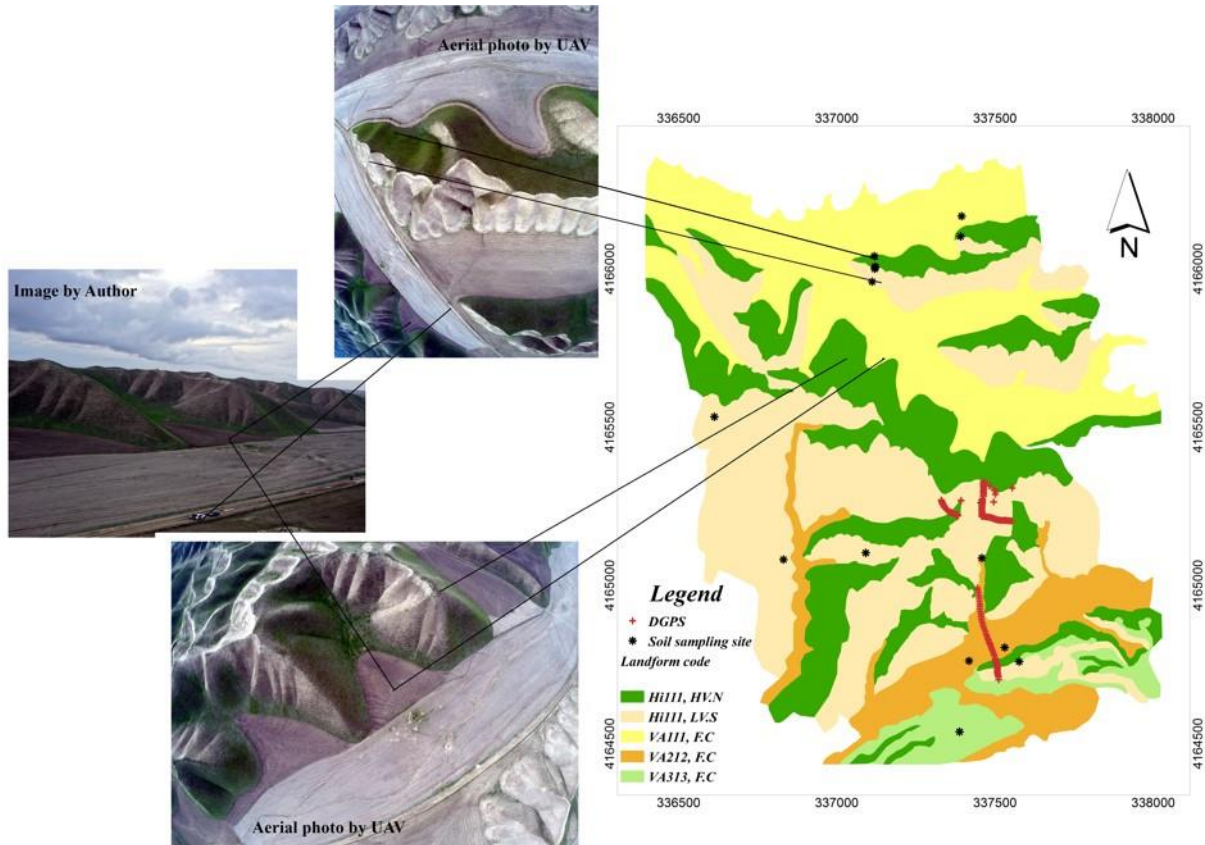 Aerial photo by UAV
Image by Author
Aerial photo by UAV
336500 337000 337500 338000
4166000
4165500
4165000
4164500
N
4166000
4165500
4165000
4164500
Legend
DGPS
Soil sampling site
Landform code
Hi111, HV.N
Hi111, LV.S
VA111, F.C
VA212, F.C
VA313, F.C
336500 337000 337500 338000